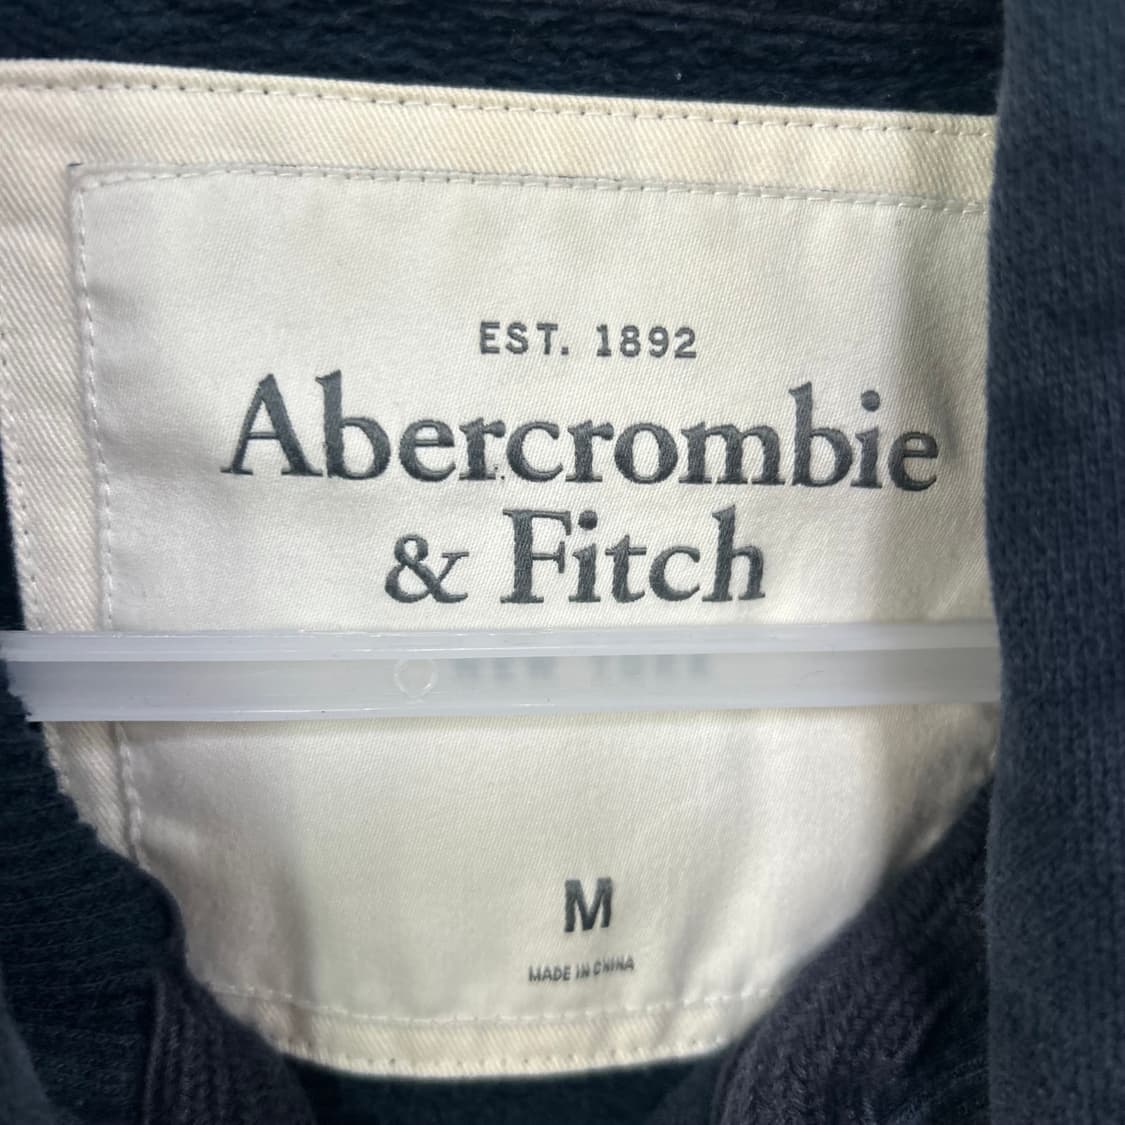 EST. 1892
Abercrombie
& Fitch
NEW YORK
M
MADE IN CHINA